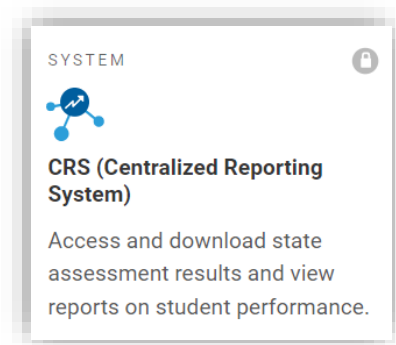 SYSTEM
CRS (Centralized Reporting
System)
Access and download state
assessment results and view
reports on student performance.